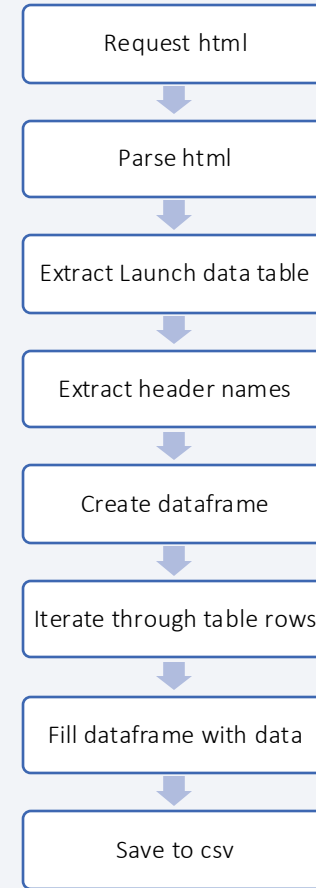 Request html
Parse html
Extract Launch data table
Extract header names
Create dataframe
Iterate through table rows
Fill dataframe with data
Save to csv